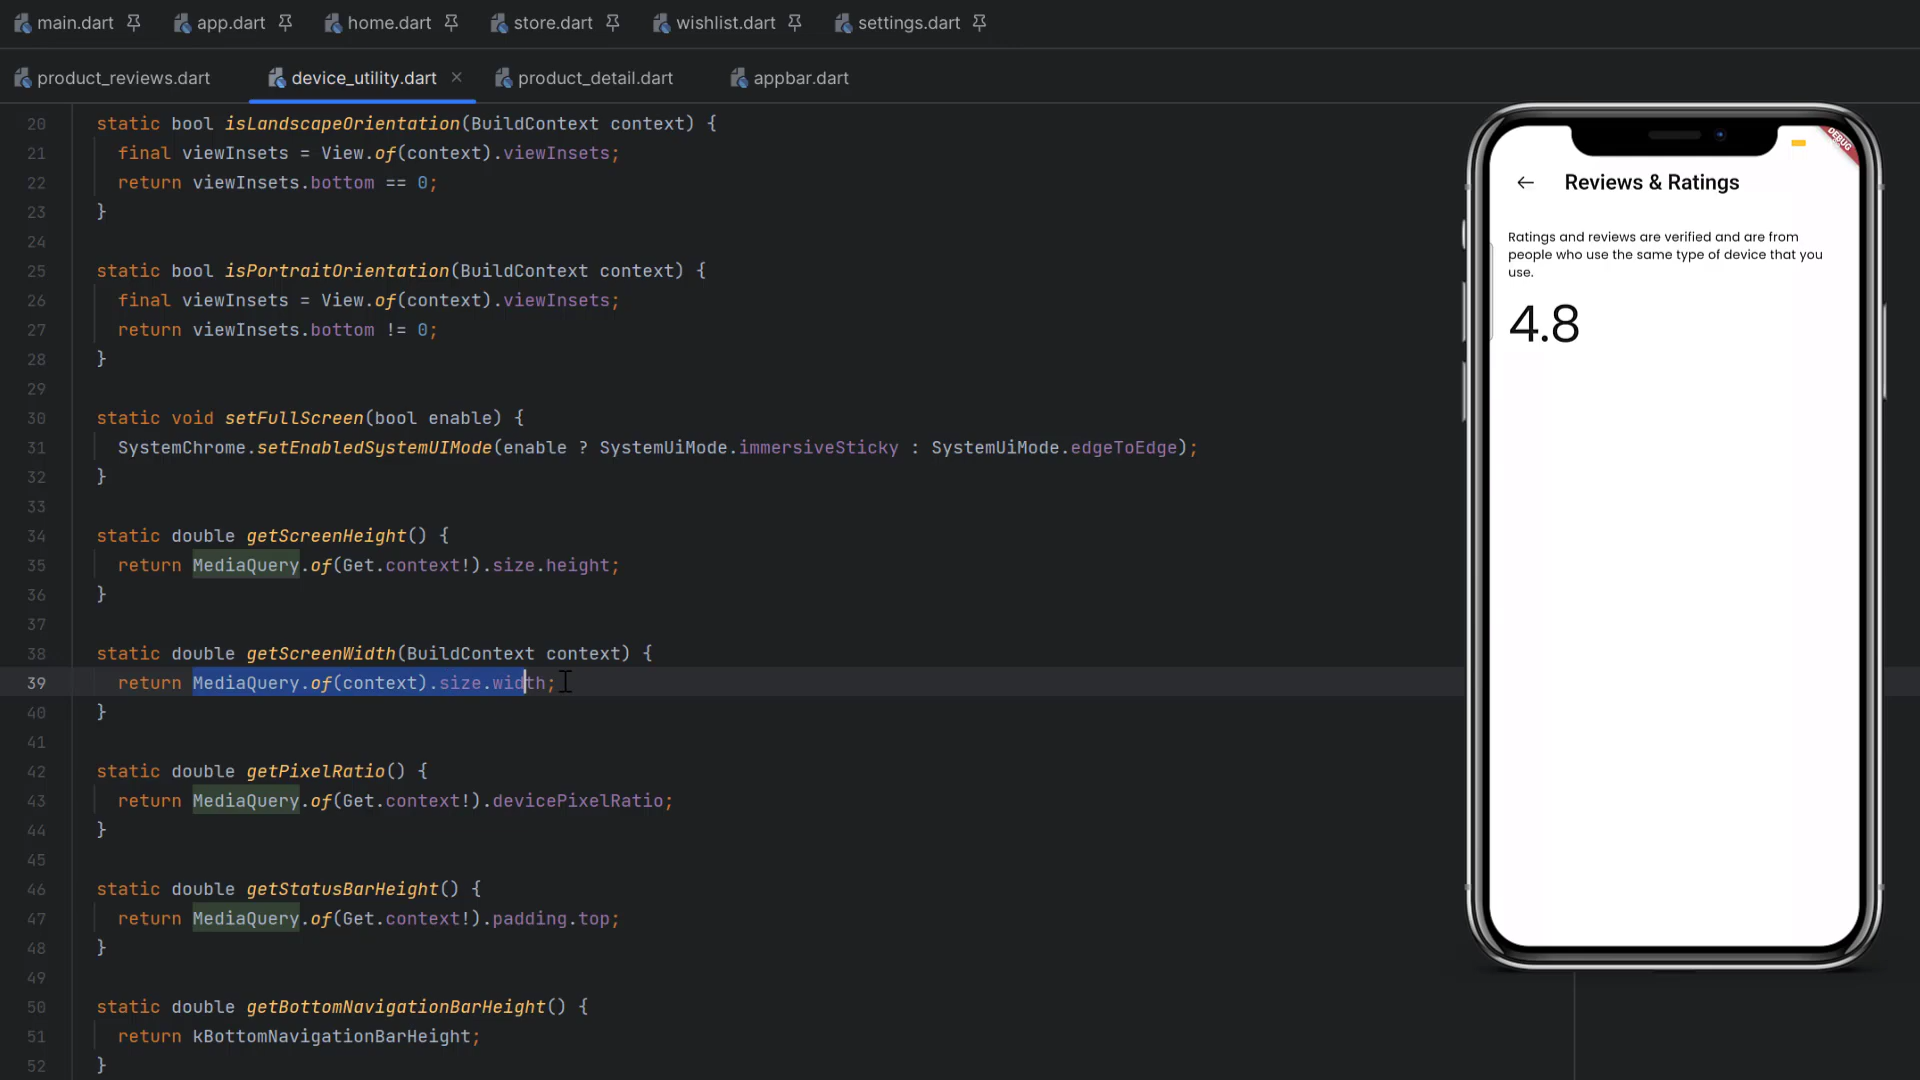 main.dart
app.dart
home.dart
store.dart
wishlist.dart
settings.dart
product_reviews.dart
device_utility.dart
product_detail.dart
appbar.dart
20 static bool isLandscapeOrientation(BuildContext context) {
21 final viewInsets = View.of(context).viewInsets;
22 return viewInsets.bottom == 0;
23 }
24
25 static bool isPortraitOrientation(BuildContext context) {
26 final viewInsets = View.of(context).viewInsets;
27 return viewInsets.bottom != 0;
28 }
29
30 static void setFullScreen(bool enable) {
31 SystemChrome.setEnabledSystemUIMode(enable ? SystemUiMode.immersiveSticky : SystemUiMode.edgeToEdge);
32 }
33
34 static double getScreenHeight() {
35 return MediaQuery.of(Get.context!).size.height;
36 }
37
38 static double getScreenWidth(BuildContext context) {
39 return MediaQuery.of(context).size.width;
40 }
41
42 static double getPixelRatio() {
43 return MediaQuery.of(Get.context!).devicePixelRatio;
44 }
45
46 static double getStatusBarHeight() {
47 return MediaQuery.of(Get.context!).padding.top;
48 }
49
50 static double getBottomNavigationBarHeight() {
51 return kBottomNavigationBarHeight;
52 }
DEBUG
Reviews & Ratings
Ratings and reviews are verified and are from
people who use the same type of device that you
use.
4.8